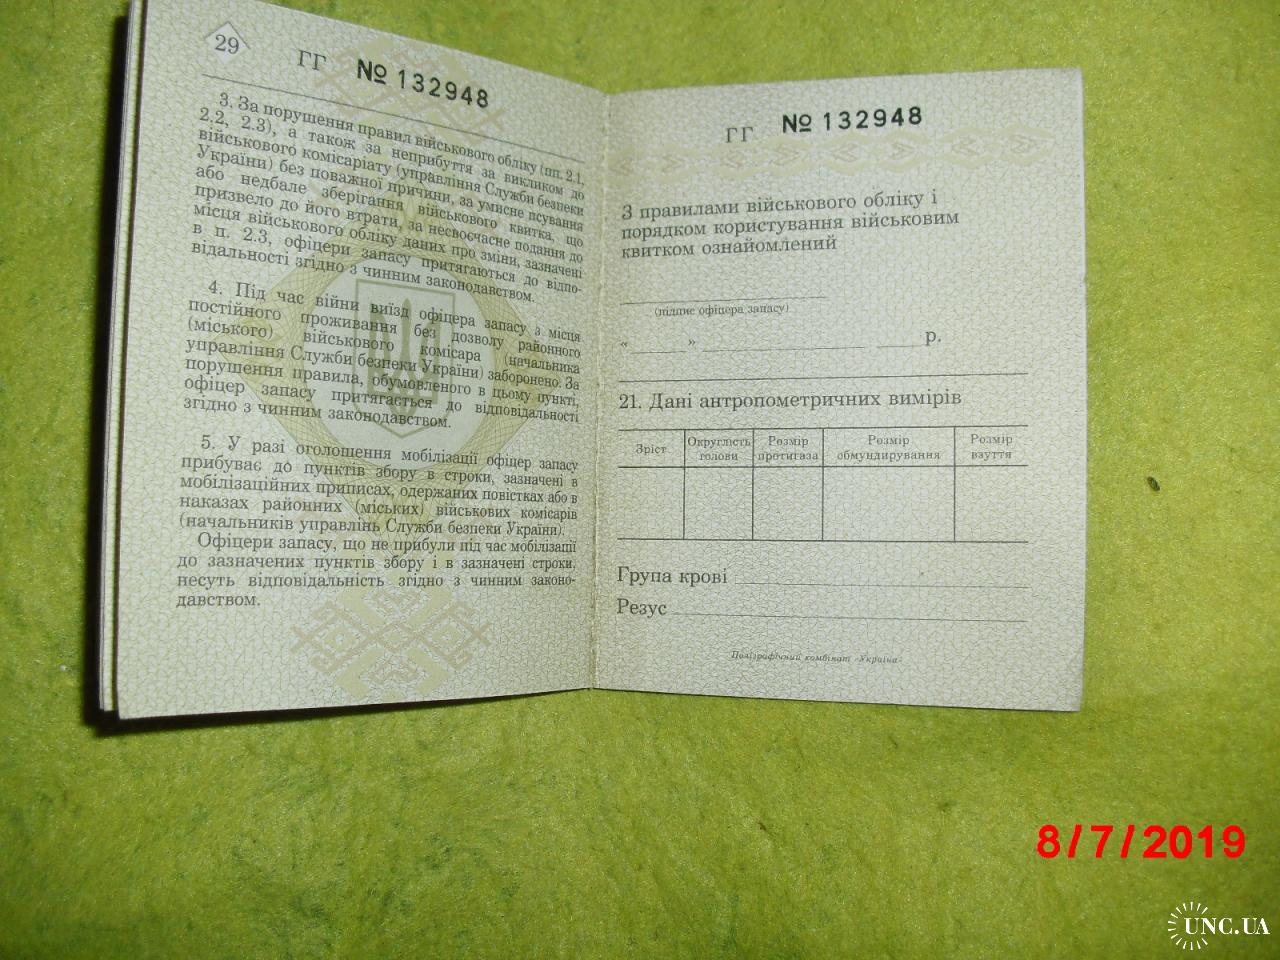 29
ГГ № 132948
3. За порушення правил військового обліку (пп. 2.1,
2.2, 2.3), а також за неприбуття за викликом до
військового комісаріату (управління Служби безпеки
України) без поважної причини, за умисне псування
або недбале зберігання військового квитка, що
призвело до його втрати, за несвоєчасне подання до
місця військового обліку даних про зміни, зазначені
в п. 2.3, офіцери запасу притягаються до відпо-
відальності згідно з чинним законодавством.
4. Під час війни виїзд офіцера запасу з місця
постійного проживання без дозволу районного
(міського) військового комісара (начальника
управління Служби безпеки України) заборонено. За
порушення правила, обумовленого в цьому пункті,
офіцер запасу притягається до відповідальності
згідно з чинним законодавством.
5. У разі оголошення мобілізації офіцер запасу
прибуває до пунктів збору в строки, зазначені в
мобілізаційних приписах, одержаних повістках або в
наказах районних (міських) військових комісарів
(начальників управлінь Служби безпеки України).
Офіцери запасу, що не прибули під час мобілізації
до зазначених пунктів збору і в зазначені строки,
несуть відповідальність згідно з чинним законо-
давством.
ГГ № 132948
З правилами військового обліку і
порядком користування військовим
квитком ознайомлений
(підпис офіцера запасу)
« » р.
21. Дані антропометричних вимірів
Зріст Округлість голови Розмір протигаза Розмір обмундирування Розмір взуття
Група крові
Резус
Поліграфічний комбінат «Україна»
8/7/2019
UNC.UA